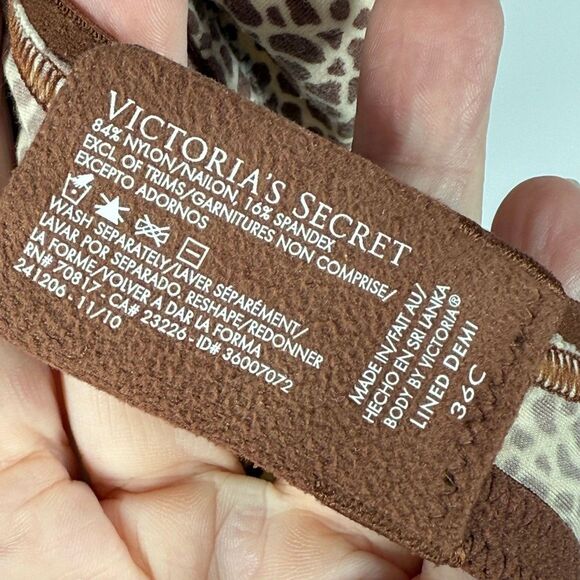 VICTORIA'S SECRET
84% NYLON/NAILON, 16% SPANDEX
EXCL OF TRIMS/GARNITURES NON COMPRISE/
EXCEPTO ADORNOS
WASH SEPARATELY/LAVER SÉPARÉMENT/
LAVAR POR SEPARADO. RESHAPE/REDONNER
LA FORME/VOLVER A DAR LA FORMA
RN# 70817 - CA# 23226 - ID# 36007072
241206 - 11/10
MADE IN/FAIT AU/
HECHO EN SRI LANKA
BODY BY VICTORIA®
LINED DEMI
36C